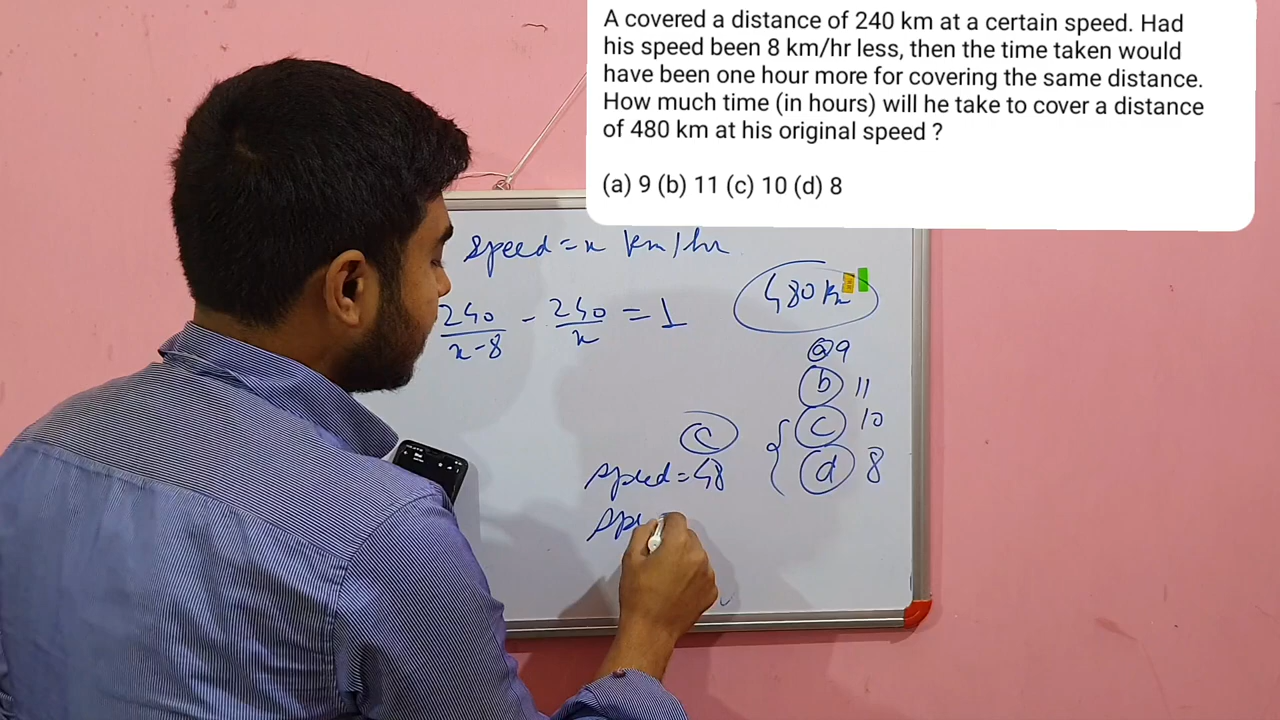 A covered a distance of 240 km at a certain speed. Had
his speed been 8 km/hr less, then the time taken would
have been one hour more for covering the same distance.
How much time (in hours) will he take to cover a distance
of 480 km at his original speed ?
(a) 9 (b) 11 (c) 10 (d) 8
speed = x km/hr
240/x-8 - 240/x = 1
480 km
a 9
b 11
c 10
d 8
c
speed = 48